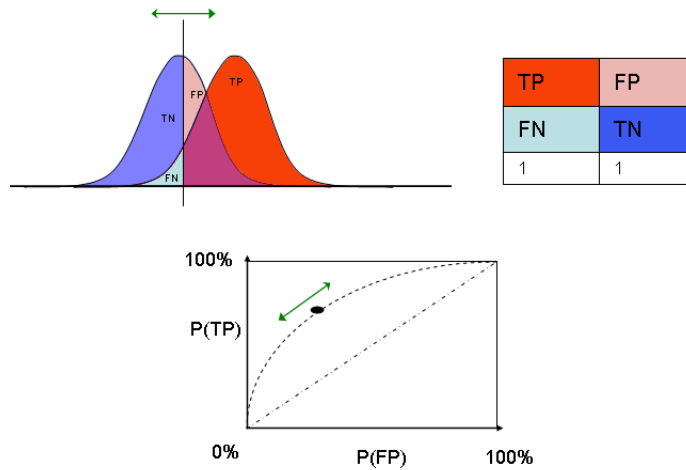 TP
FP
TN
FN
TP FP
FN TN
1 1
100%
P(TP)
0%
P(FP)
100%